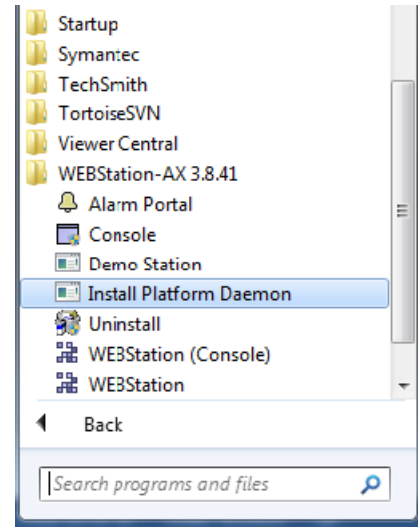 Startup
Symantec
TechSmith
TortoiseSVN
Viewer Central
WEBStation-AX 3.8.41
Alarm Portal
Console
Demo Station
Install Platform Daemon
Uninstall
WEBStation (Console)
WEBStation
Back
Search programs and files